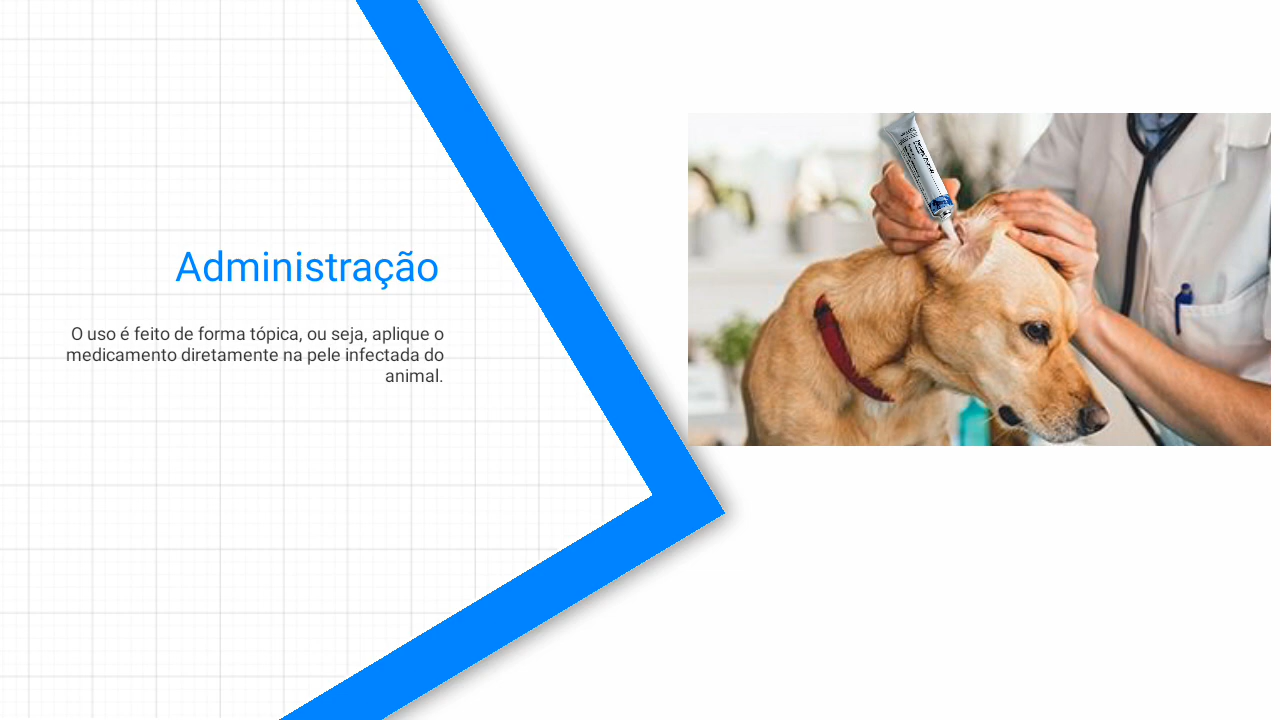 Administração
O uso é feito de forma tópica, ou seja, aplique o
medicamento diretamente na pele infectada do
animal.